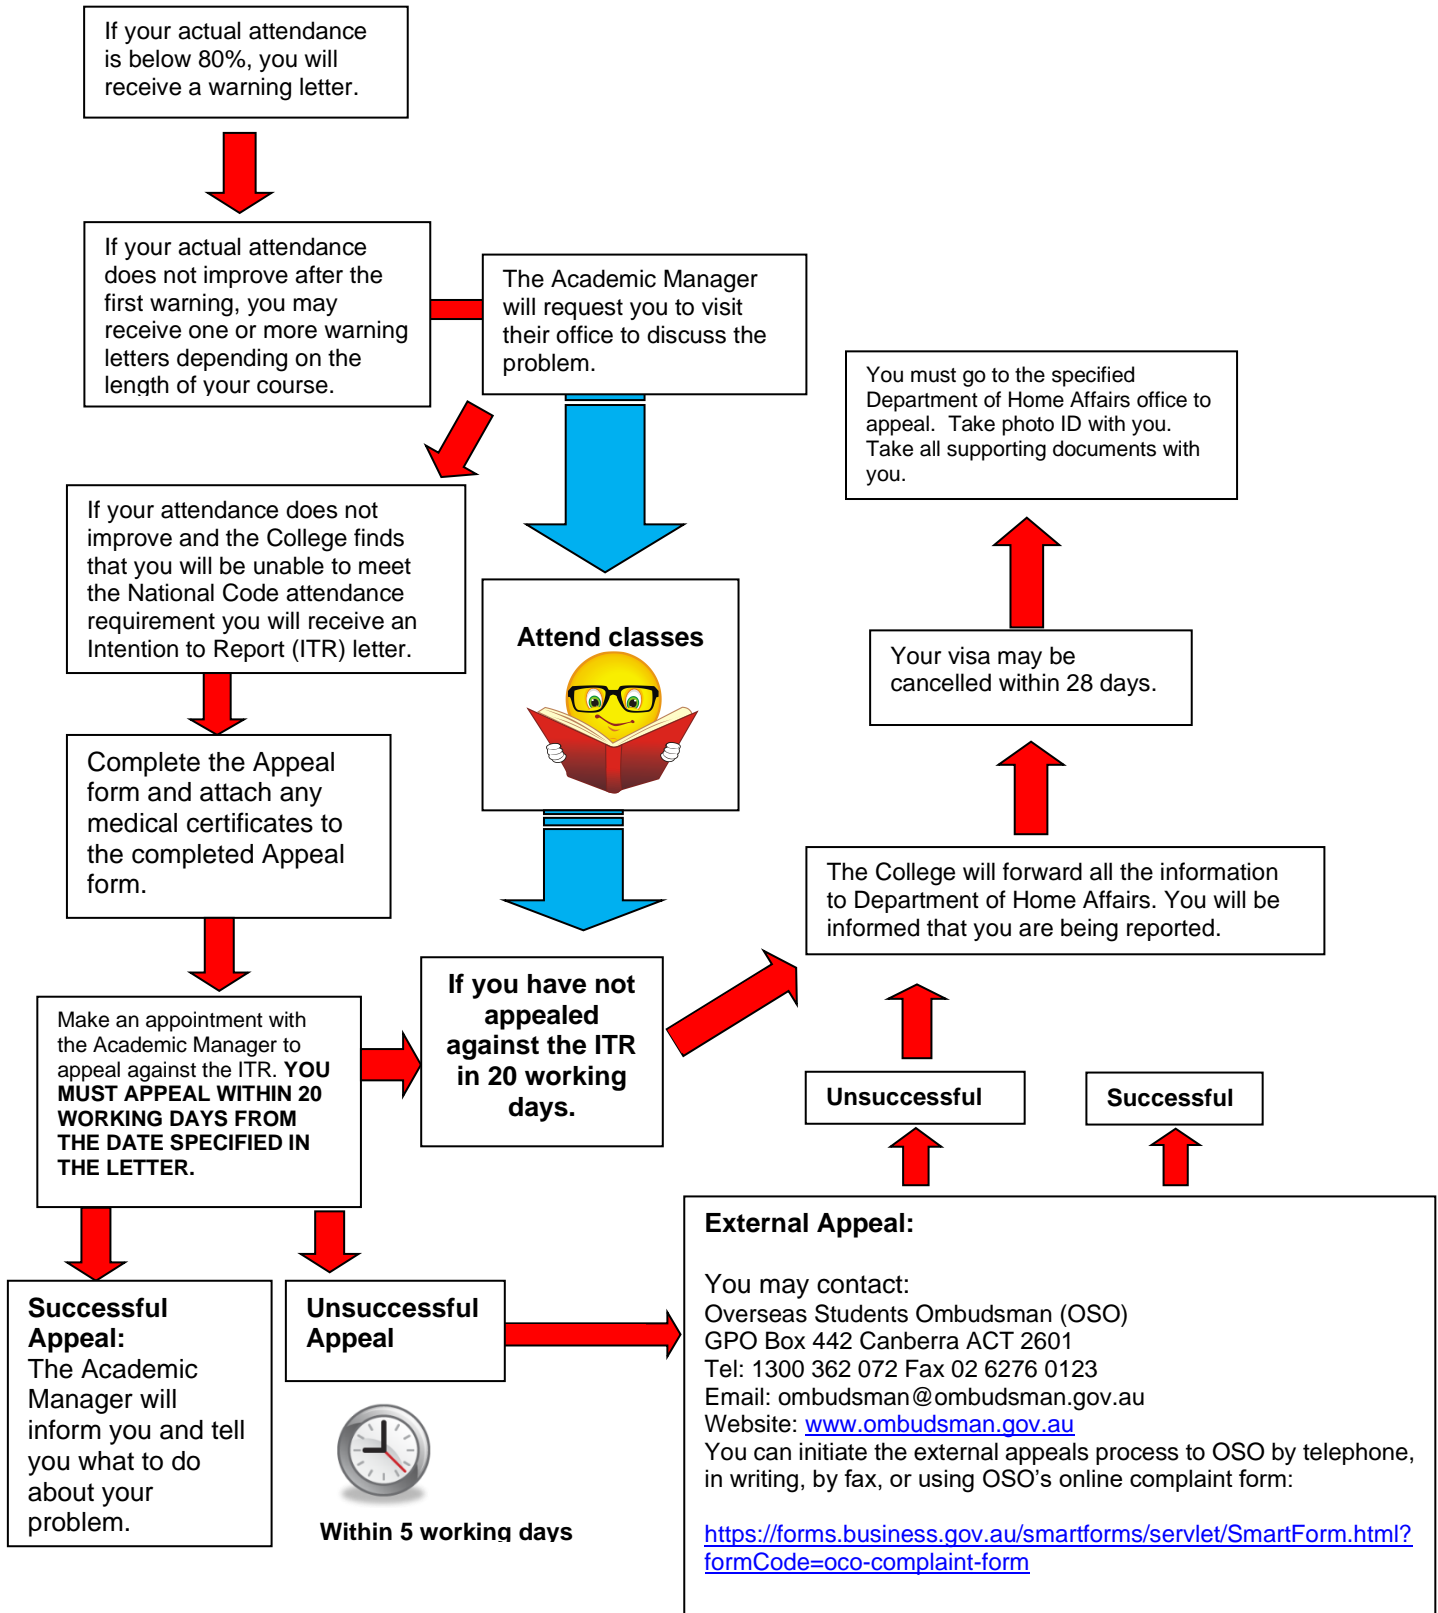 If your actual attendance
is below 80%, you will
receive a warning letter.
If your actual attendance
does not improve after the
first warning, you may
receive one or more warning
letters depending on the
length of your course.
The Academic Manager
will request you to visit
their office to discuss the
problem.
You must go to the specified
Department of Home Affairs office to
appeal. Take photo ID with you.
Take all supporting documents with
you.
If your attendance does not
improve and the College finds
that you will be unable to meet
the National Code attendance
requirement you will receive an
Intention to Report (ITR) letter.
Attend classes
Your visa may be
cancelled within 28 days.
Complete the Appeal
form and attach any
medical certificates to
the completed Appeal
form.
The College will forward all the information
to Department of Home Affairs. You will be
informed that you are being reported.
Make an appointment with
the Academic Manager to
appeal against the ITR. YOU
MUST APPEAL WITHIN 20
WORKING DAYS FROM
THE DATE SPECIFIED IN
THE LETTER.
If you have not
appealed
against the ITR
in 20 working
days.
Unsuccessful
Successful
Successful
Appeal:
The Academic
Manager will
inform you and tell
you what to do
about your
problem.
Unsuccessful
Appeal
Within 5 working days
External Appeal:
You may contact:
Overseas Students Ombudsman (OSO)
GPO Box 442 Canberra ACT 2601
Tel: 1300 362 072 Fax 02 6276 0123
Email: ombudsman@ombudsman.gov.au
Website: www.ombudsman.gov.au
You can initiate the external appeals process to OSO by telephone,
in writing, by fax, or using OSO's online complaint form:
https://forms.business.gov.au/smartforms/servlet/SmartForm.html?
formCode=oco-complaint-form